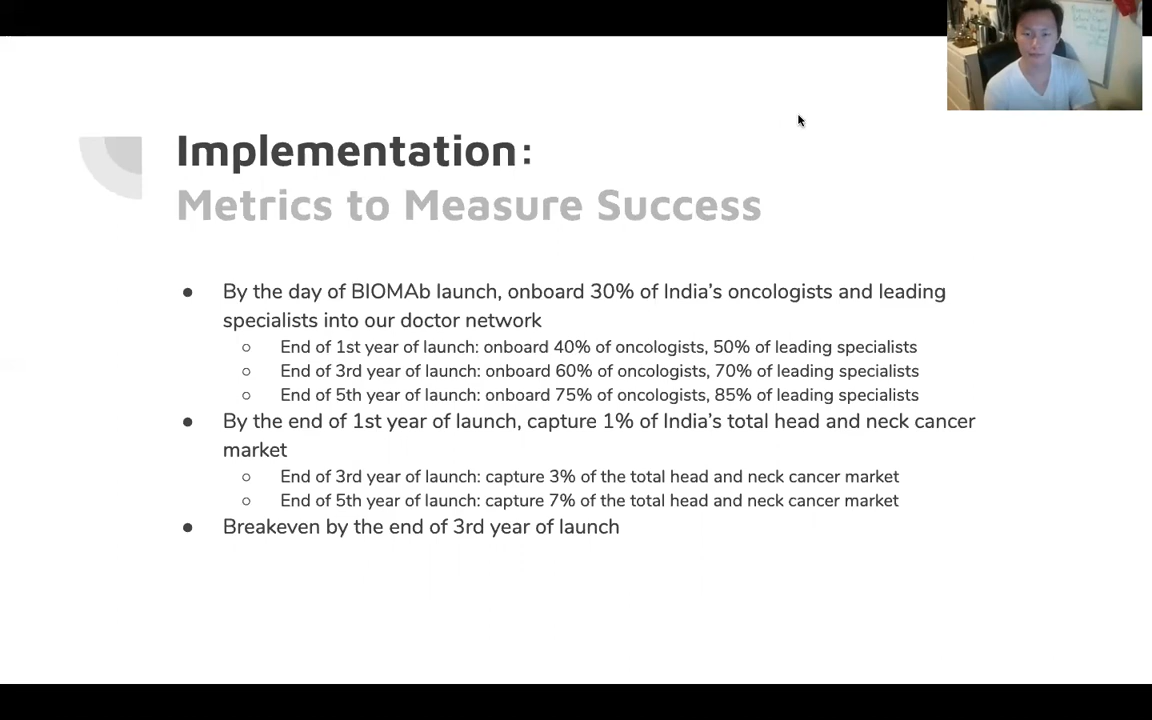 Implementation:
Metrics to Measure Success
● By the day of BIOMAb launch, onboard 30% of India’s oncologists and leading
specialists into our doctor network
○ End of 1st year of launch: onboard 40% of oncologists, 50% of leading specialists
○ End of 3rd year of launch: onboard 60% of oncologists, 70% of leading specialists
○ End of 5th year of launch: onboard 75% of oncologists, 85% of leading specialists
● By the end of 1st year of launch, capture 1% of India’s total head and neck cancer
market
○ End of 3rd year of launch: capture 3% of the total head and neck cancer market
○ End of 5th year of launch: capture 7% of the total head and neck cancer market
● Breakeven by the end of 3rd year of launch